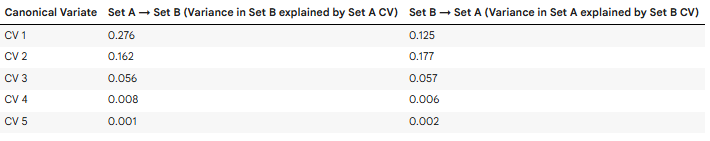 Canonical Variate Set A → Set B (Variance in Set B explained by Set A CV) Set B → Set A (Variance in Set A explained by Set B CV)
CV 1 0.276 0.125
CV 2 0.162 0.177
CV 3 0.056 0.057
CV 4 0.008 0.006
CV 5 0.001 0.002